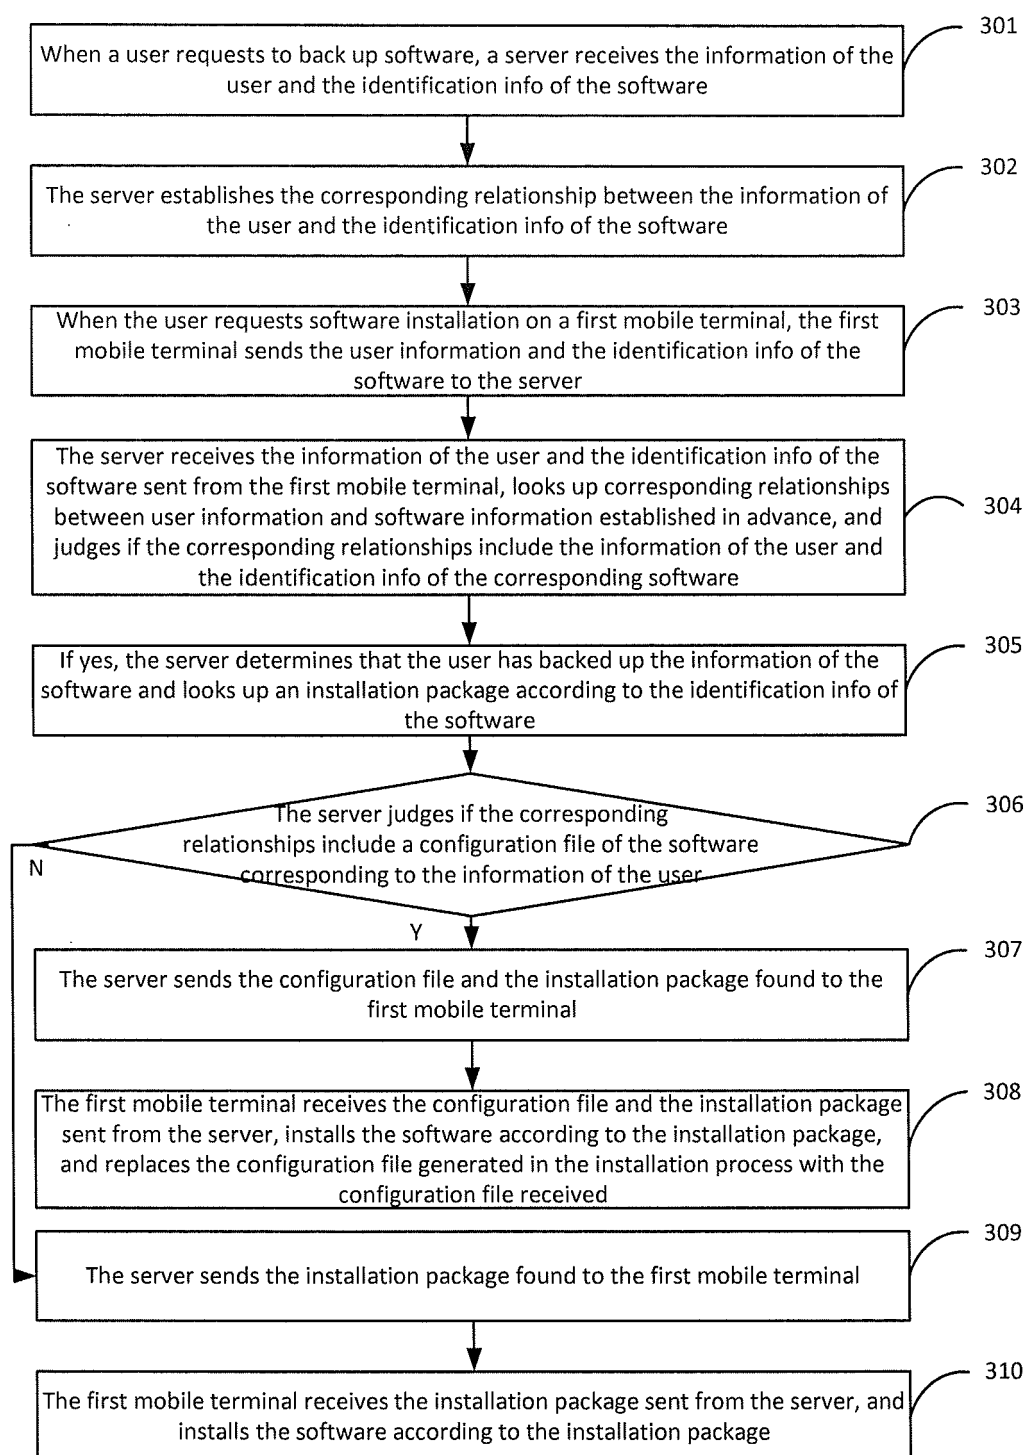 301
When a user requests to back up software, a server receives the information of the
user and the identification info of the software
302
The server establishes the corresponding relationship between the information of
the user and the identification info of the software
303
When the user requests software installation on a first mobile terminal, the first
mobile terminal sends the user information and the identification info of the
software to the server
304
The server receives the information of the user and the identification info of the
software sent from the first mobile terminal, looks up corresponding relationships
between user information and software information established in advance, and
judges if the corresponding relationships include the information of the user and
the identification info of the corresponding software
305
If yes, the server determines that the user has backed up the information of the
software and looks up an installation package according to the identification info of
the software
306
The server judges if the corresponding
relationships include a configuration file of the software
corresponding to the information of the user
N
Y
307
The server sends the configuration file and the installation package found to the
first mobile terminal
308
The first mobile terminal receives the configuration file and the installation package
sent from the server, installs the software according to the installation package,
and replaces the configuration file generated in the installation process with the
configuration file received
309
The server sends the installation package found to the first mobile terminal
310
The first mobile terminal receives the installation package sent from the server, and
installs the software according to the installation package